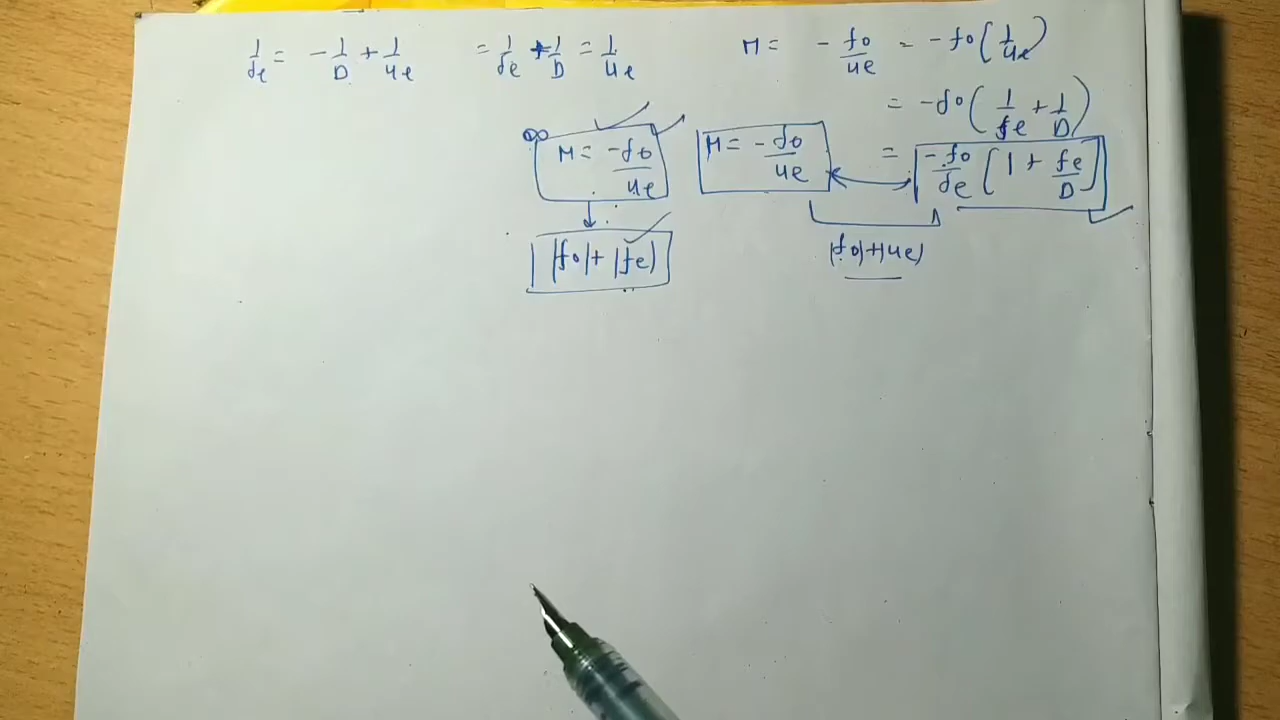 1/fe = -1/D + 1/ue = 1/fe + 1/D = 1/ue
M = -fo/ue = -fo(1/ue)
= -fo(1/fe + 1/D)
= -fo/fe[1 + fe/D]
∞ M = -fo/ue
M = -fo/ue
|fo|+|fe|
|fo|+|ue|